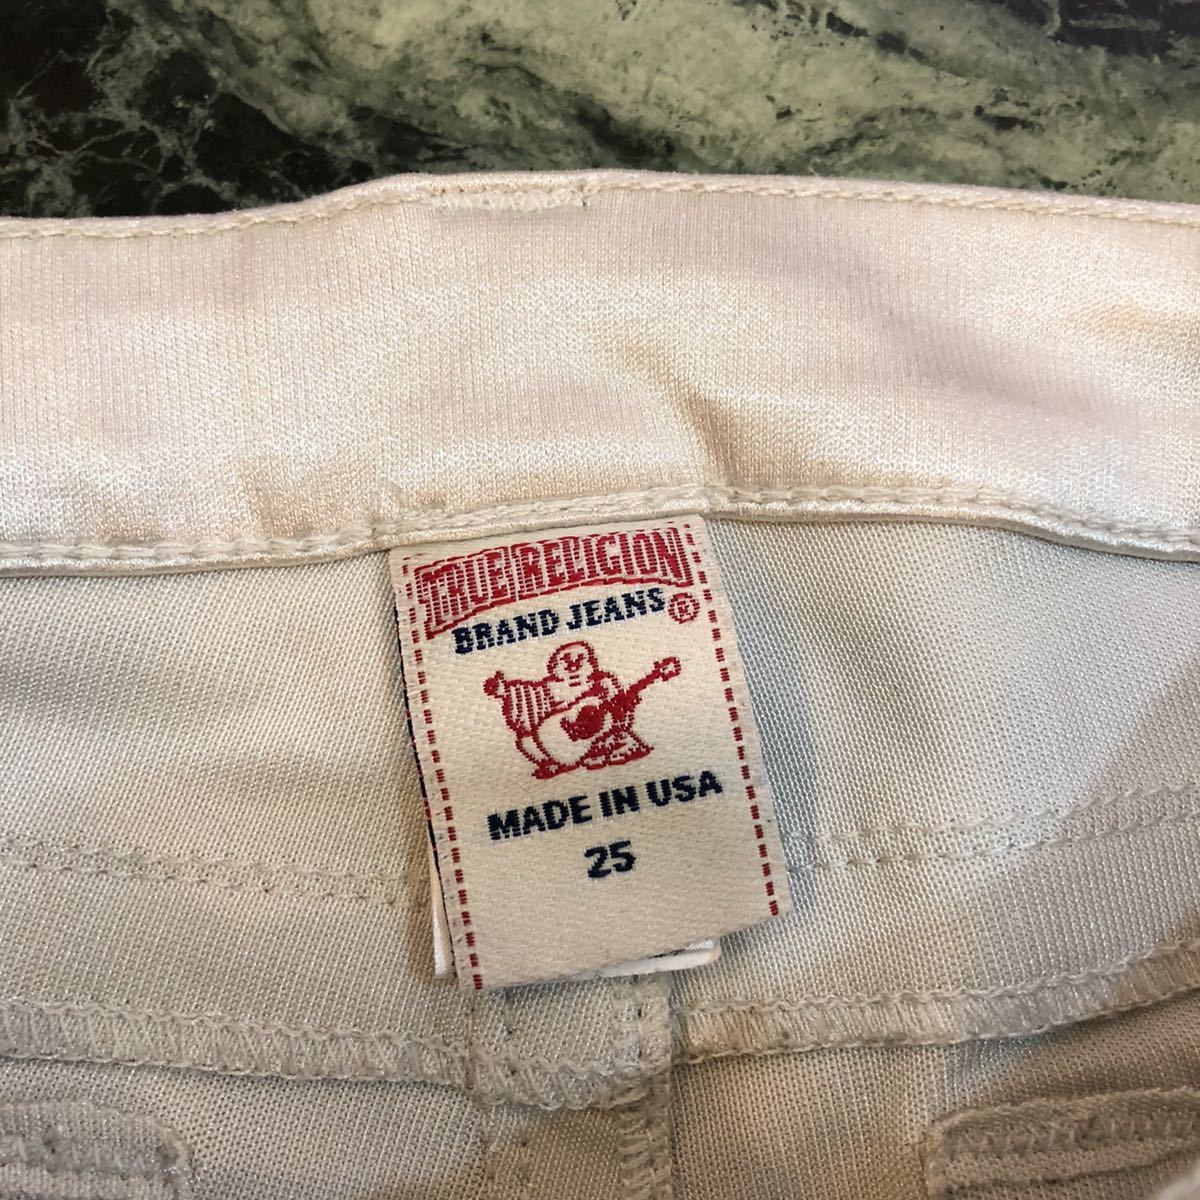 TRUE RELIGION
BRAND JEANS®
MADE IN USA
25